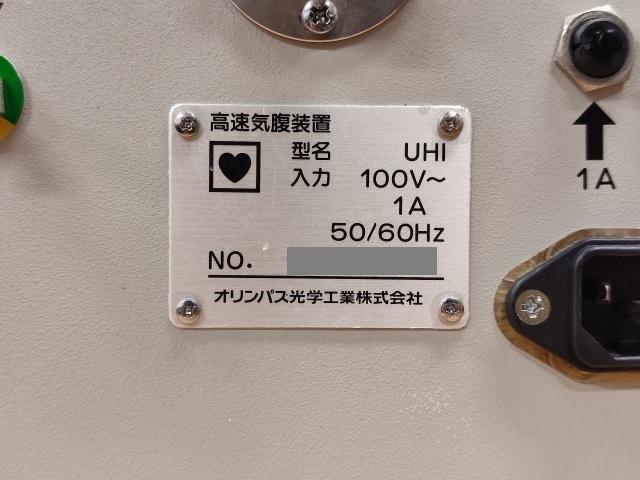 高速気腹装置
型名 UHI
入力 100V～
1A
50/60Hz
NO.
オリンパス光学工業株式会社
1A